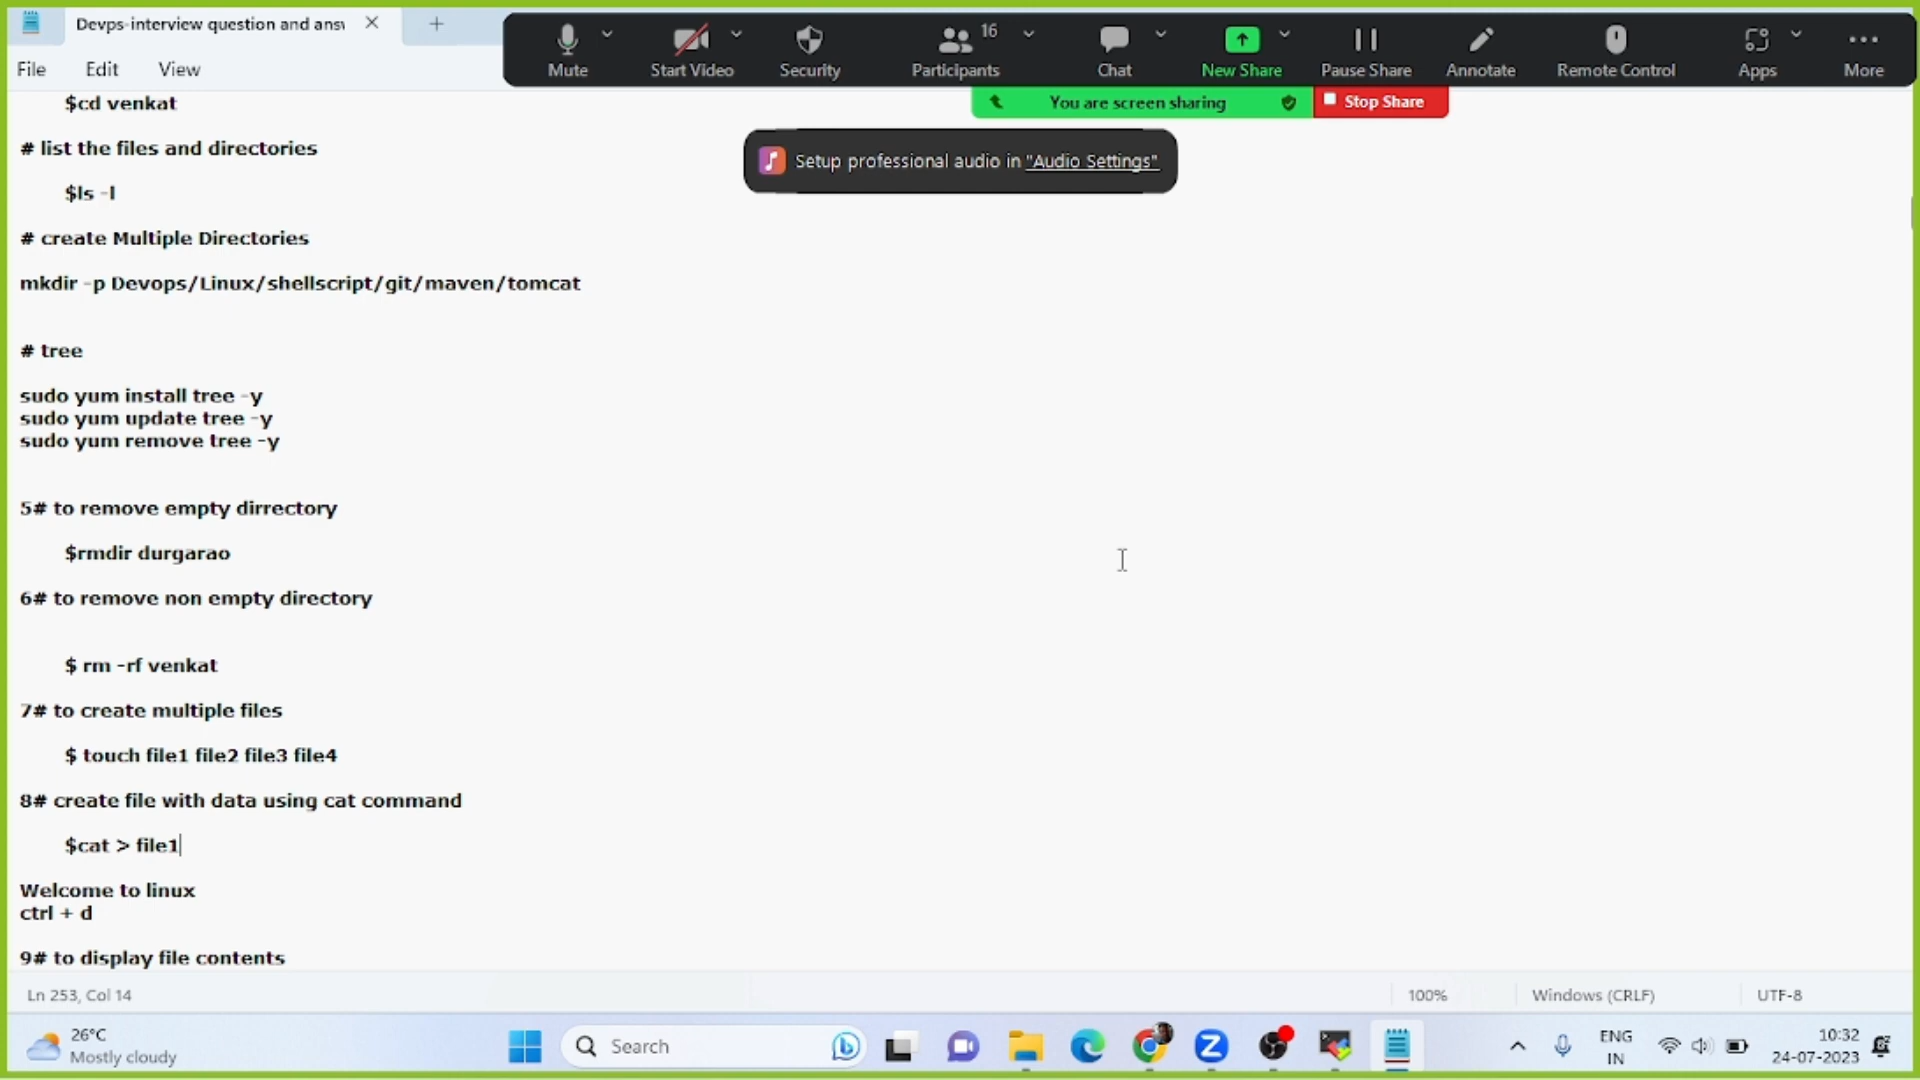 Devps-interview question and ansv
File Edit View
Mute
Start Video
Security
Participants 16
Chat
New Share
Pause Share
Annotate
Remote Control
Apps
More
You are screen sharing
Stop Share
Setup professional audio in "Audio Settings"
$cd venkat
# list the files and directories
$ls -l
# create Multiple Directories
mkdir -p Devops/Linux/shellscript/git/maven/tomcat
# tree
sudo yum install tree -y
sudo yum update tree -y
sudo yum remove tree -y
5# to remove empty dirrectory
$rmdir durgarao
6# to remove non empty directory
$ rm -rf venkat
7# to create multiple files
$ touch file1 file2 file3 file4
8# create file with data using cat command
$cat > file1
Welcome to linux
ctrl + d
9# to display file contents
Ln 253, Col 14
100%
Windows (CRLF)
UTF-8
26°C
Mostly cloudy
Search
ENG
IN
10:32
24-07-2023